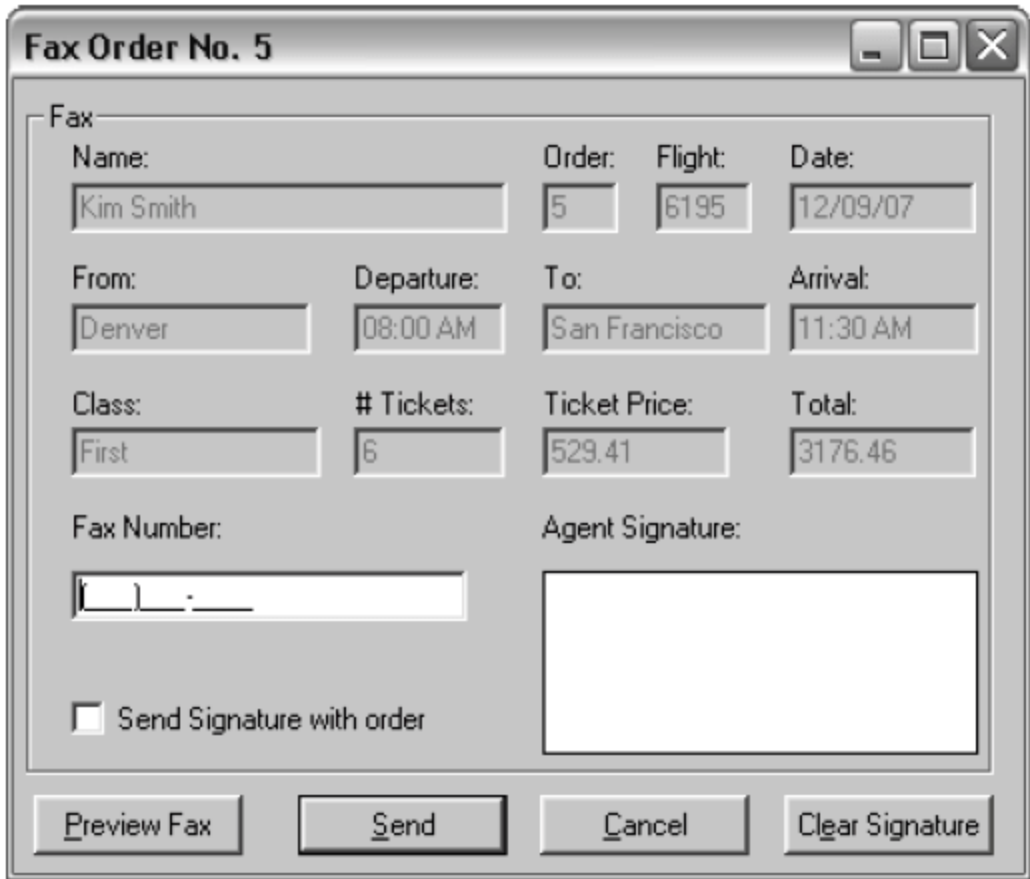 Fax Order No. 5
Fax
Name: Order: Flight: Date:
Kim Smith 5 6195 12/09/07
From: Departure: To: Arrival:
Denver 08:00 AM San Francisco 11:30 AM
Class: # Tickets: Ticket Price: Total:
First 6 529.41 3176.46
Fax Number: Agent Signature:
(___)___-____
Send Signature with order
Preview Fax Send Cancel Clear Signature